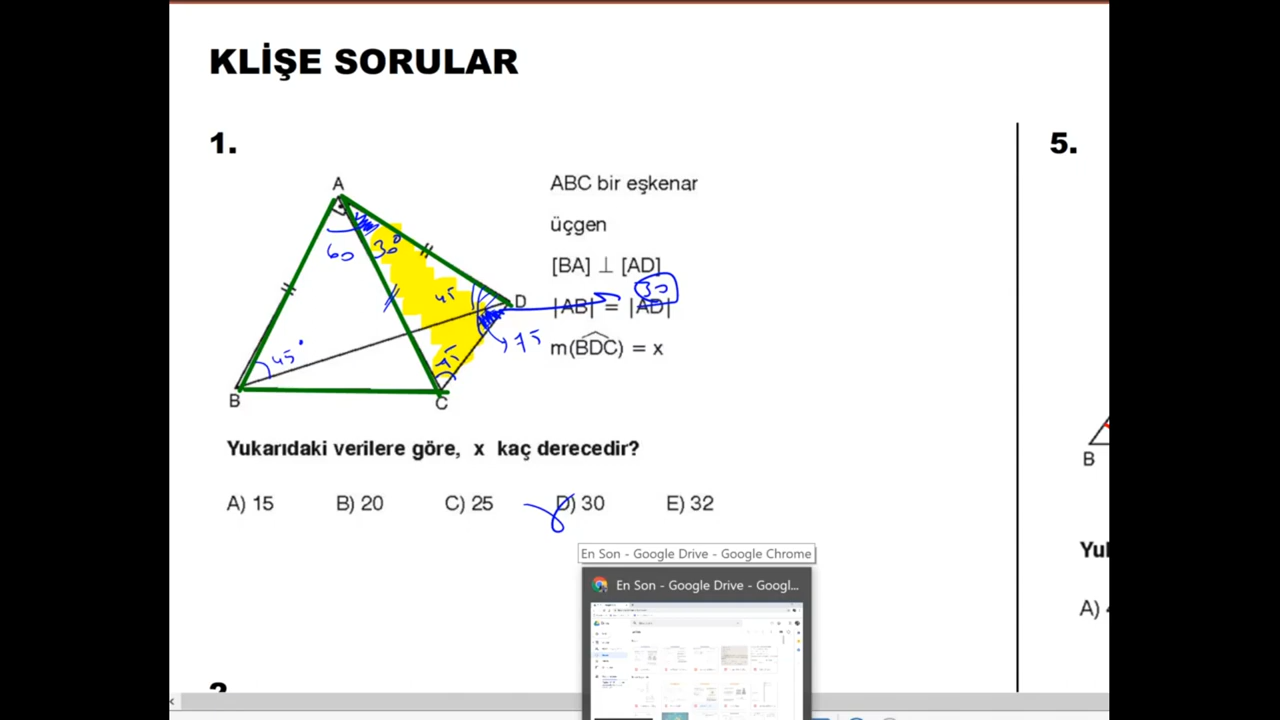 KLİŞE SORULAR
1.
5.
A
ABC bir eşkenar
üçgen
60
30°
[BA] ⊥ [AD]
30
45
D
|AB| = |AD|
75
45°
m(BDC) = x
B
C
B
Yukarıdaki verilere göre, x kaç derecedir?
A) 15 B) 20 C) 25 D) 30 E) 32
En Son - Google Drive - Google Chrome
En Son - Google Drive - Googl...
A)